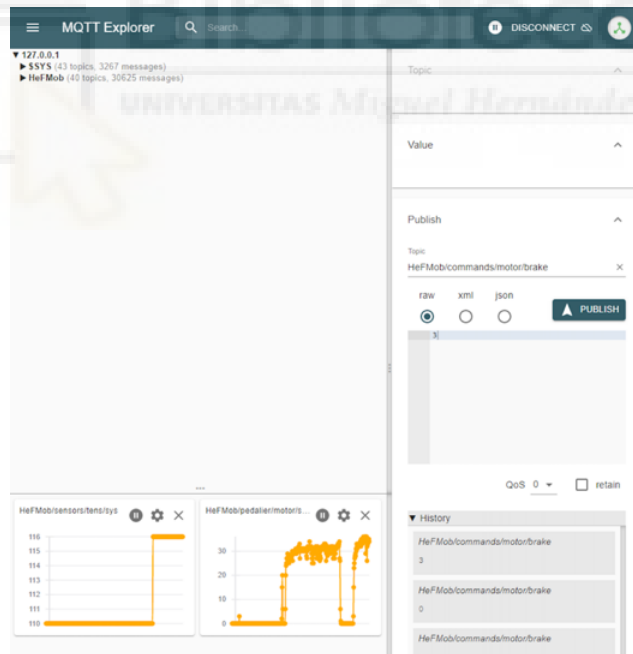 MQTT Explorer
Search...
DISCONNECT
▼ 127.0.0.1
▶ $SYS (43 topics, 3267 messages)
▶ HeFMob (40 topics, 30625 messages)
UNIVERSITAS Miguel Hernánde
Topic
Value
Publish
Topic
HeFMob/commands/motor/brake
raw xml json
PUBLISH
3
QoS 0 retain
HeFMob/sensors/tens/sys
116
115
114
113
112
111
110
HeFMob/pedalier/motor/s...
30
20
10
0
▼ History
HeFMob/commands/motor/brake
3
HeFMob/commands/motor/brake
0
HeFMob/commands/motor/brake